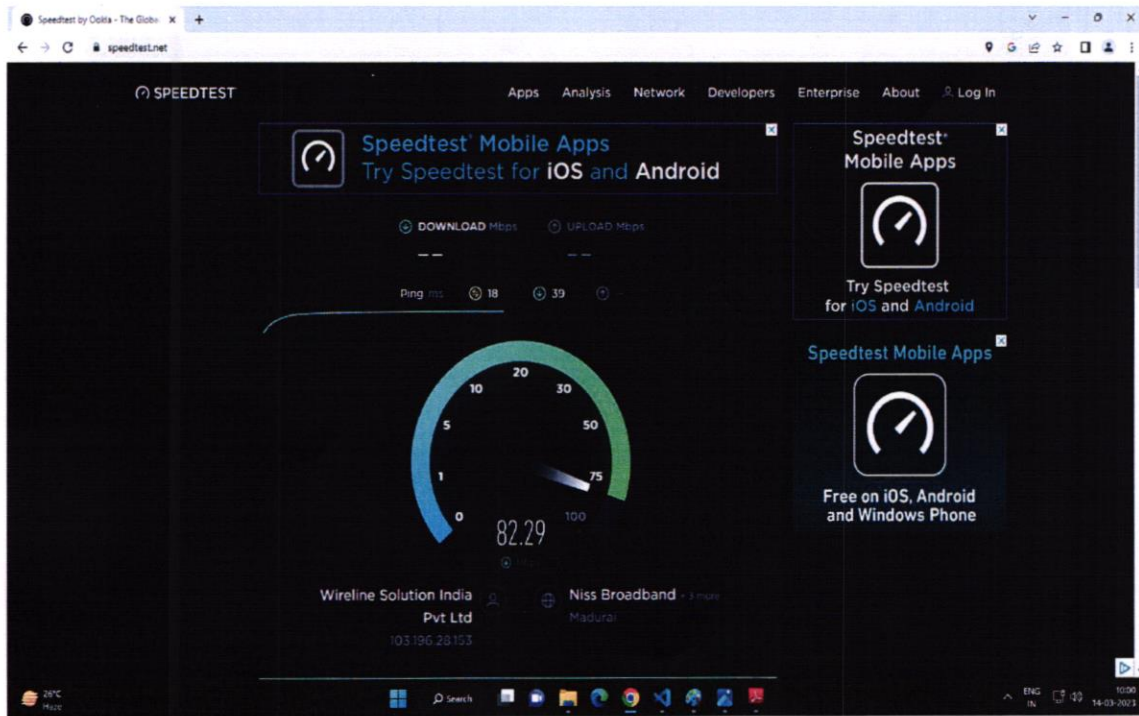 Speedtest by Ookla - The Globa
speedtest.net
SPEEDTEST
Apps Analysis Network Developers Enterprise About Log In
Speedtest® Mobile Apps
Try Speedtest for iOS and Android
Speedtest®
Mobile Apps
Try Speedtest
for iOS and Android
Speedtest Mobile Apps
Free on iOS, Android
and Windows Phone
DOWNLOAD Mbps UPLOAD Mbps
— — — —
Ping ms 18 39
0
1
5
10
20
30
50
75
100
82.29
Wireline Solution India
Pvt Ltd
103.196.28.153
Niss Broadband + 3 more
Madurai
26°C
Haze
Search
ENG
IN
10:00
14-03-2023